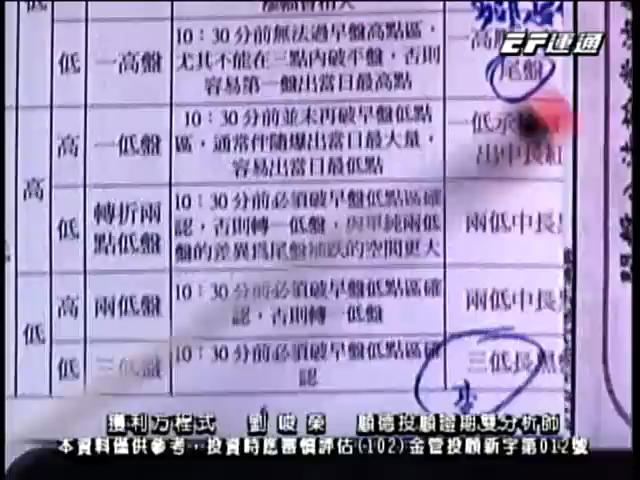 EF運通
低
一高盤
10：30分前無法過早盤高點區，
尤其不能在三點內破平盤，否則
容易第一盤出當日最高點
尾盤
高
高
一低盤
10：30分前並未再破早盤低點
區，通常伴隨爆出當日最大量，
容易出當日最低點
一低承
出中長紅
低
轉折兩
點低盤
10：30分前必須破早盤低點區確
認，否則轉一低盤，與單純兩低
盤的差異為尾盤補跌的空間更大
兩低中長
低
高
兩低盤
10：30分前必須破早盤低點區確
認，否則轉一低盤
兩低中長
低
三低盤
10：30分前必須破早盤低點區確
認
三低長黑
獲利方程式 劉峻榮 顧德投顧證期雙分析師
本資料僅供參考，投資時應審慎評估(102)金管投顧新字第012號